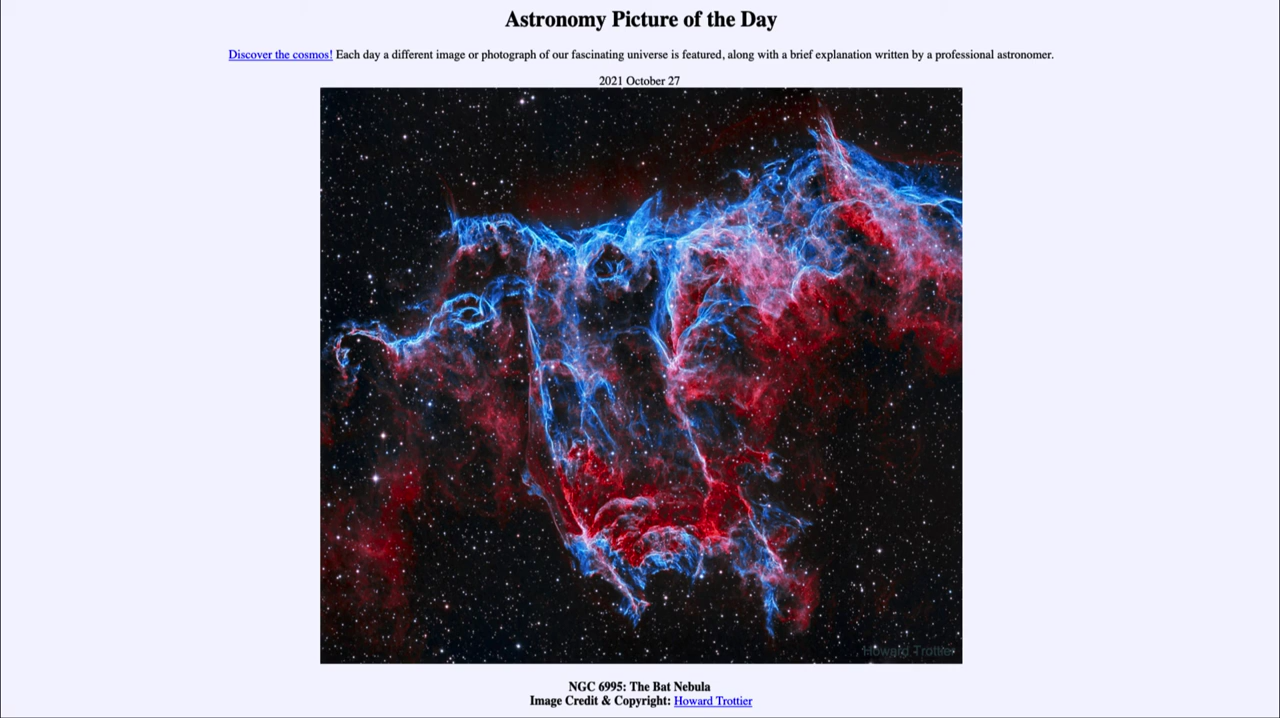 Astronomy Picture of the Day
Discover the cosmos! Each day a different image or photograph of our fascinating universe is featured, along with a brief explanation written by a professional astronomer.
2021 October 27
Howard Trottier
NGC 6995: The Bat Nebula
Image Credit & Copyright: Howard Trottier